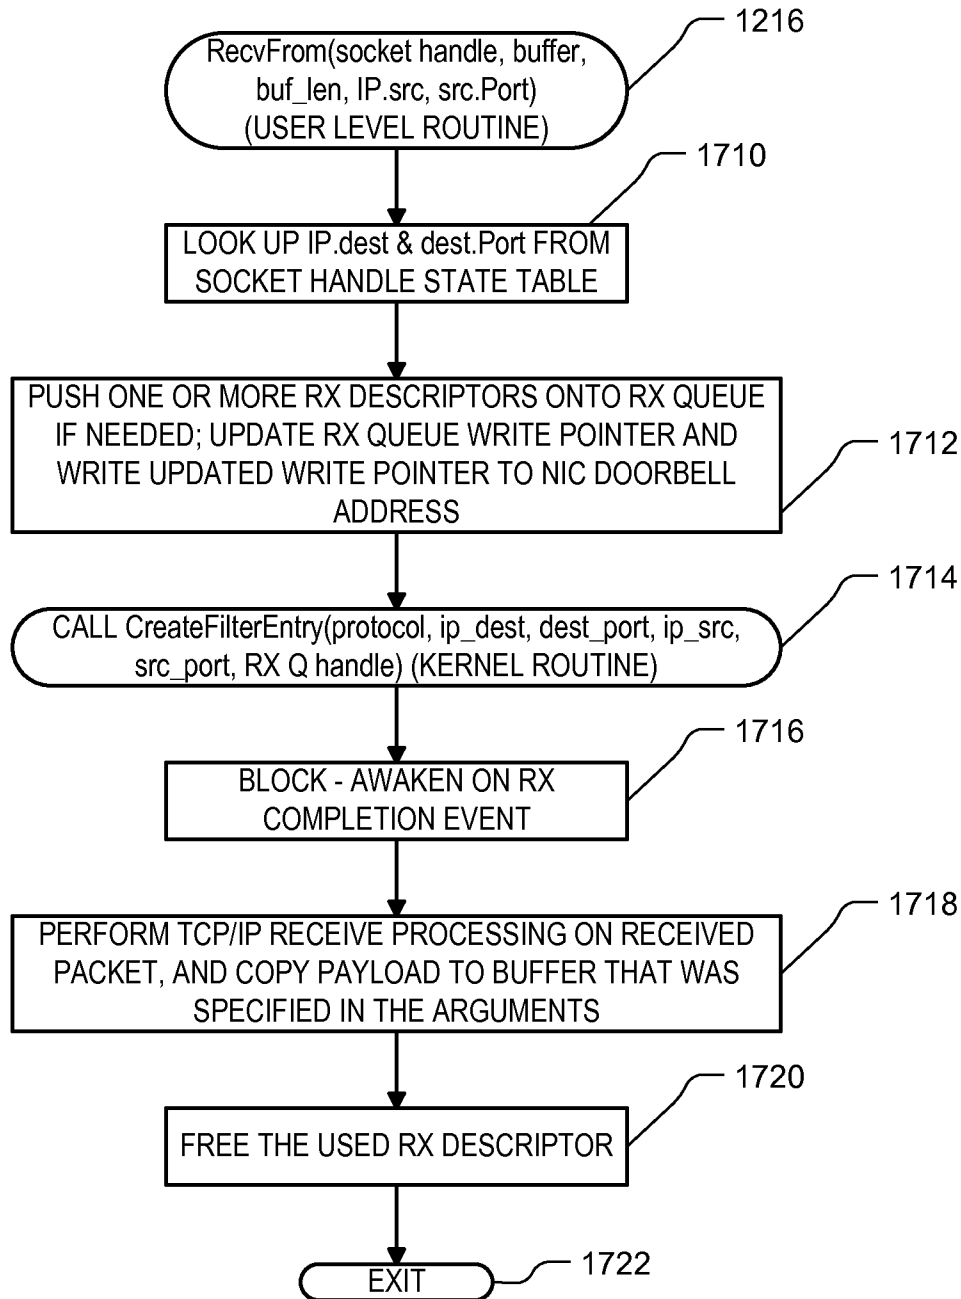 1216
RecvFrom(socket handle, buffer,
buf_len, IP.src, src.Port)
(USER LEVEL ROUTINE)
1710
LOOK UP IP.dest & dest.Port FROM
SOCKET HANDLE STATE TABLE
PUSH ONE OR MORE RX DESCRIPTORS ONTO RX QUEUE
IF NEEDED; UPDATE RX QUEUE WRITE POINTER AND
WRITE UPDATED WRITE POINTER TO NIC DOORBELL
ADDRESS
1712
1714
CALL CreateFilterEntry(protocol, ip_dest, dest_port, ip_src,
src_port, RX Q handle) (KERNEL ROUTINE)
1716
BLOCK - AWAKEN ON RX
COMPLETION EVENT
1718
PERFORM TCP/IP RECEIVE PROCESSING ON RECEIVED
PACKET, AND COPY PAYLOAD TO BUFFER THAT WAS
SPECIFIED IN THE ARGUMENTS
1720
FREE THE USED RX DESCRIPTOR
1722
EXIT